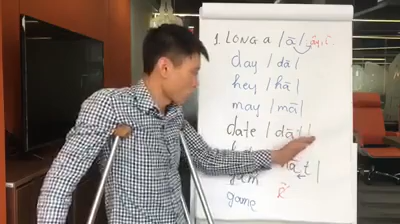 1. LONG a /ā/
day /dā/
hey /hā/
may /mā/
date /dāt/
game